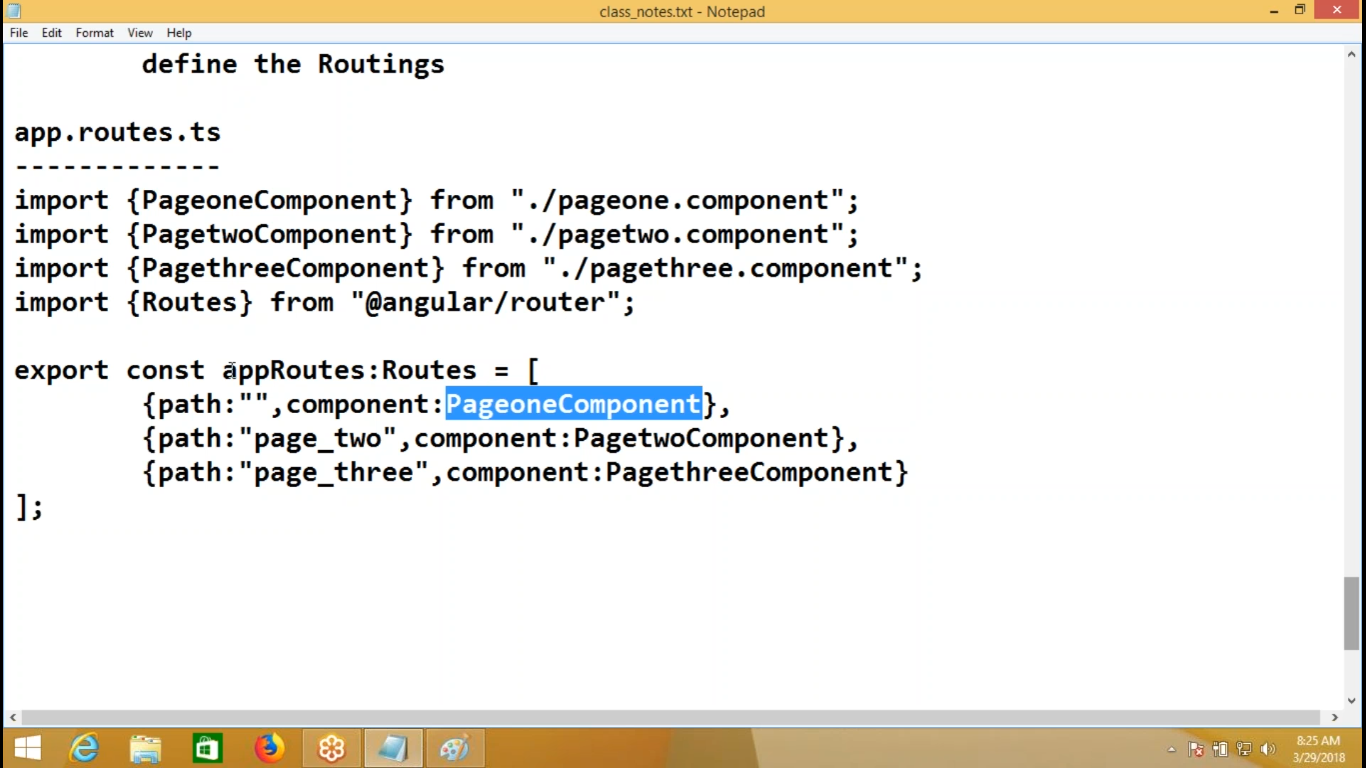 class_notes.txt - Notepad
File Edit Format View Help
define the Routings
app.routes.ts
-------------
import {PageoneComponent} from "./pageone.component";
import {PagetwoComponent} from "./pagetwo.component";
import {PagethreeComponent} from "./pagethree.component";
import {Routes} from "@angular/router";
export const appRoutes:Routes = [
{path:"",component:PageoneComponent},
{path:"page_two",component:PagetwoComponent},
{path:"page_three",component:PagethreeComponent}
];
8:25 AM
3/29/2018